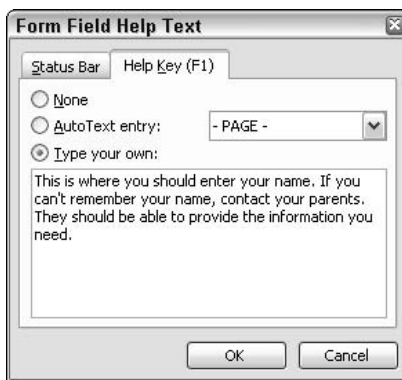 Form Field Help Text
Status Bar
Help Key (F1)
None
AutoText entry:
- PAGE -
Type your own:
This is where you should enter your name. If you
can't remember your name, contact your parents.
They should be able to provide the information you
need.
OK
Cancel